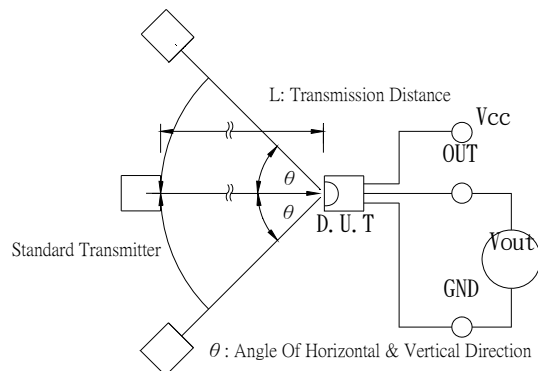 L: Transmission Distance
Vcc
OUT
θ
θ
D.U.T
Standard Transmitter
Vout
GND
θ : Angle Of Horizontal & Vertical Direction